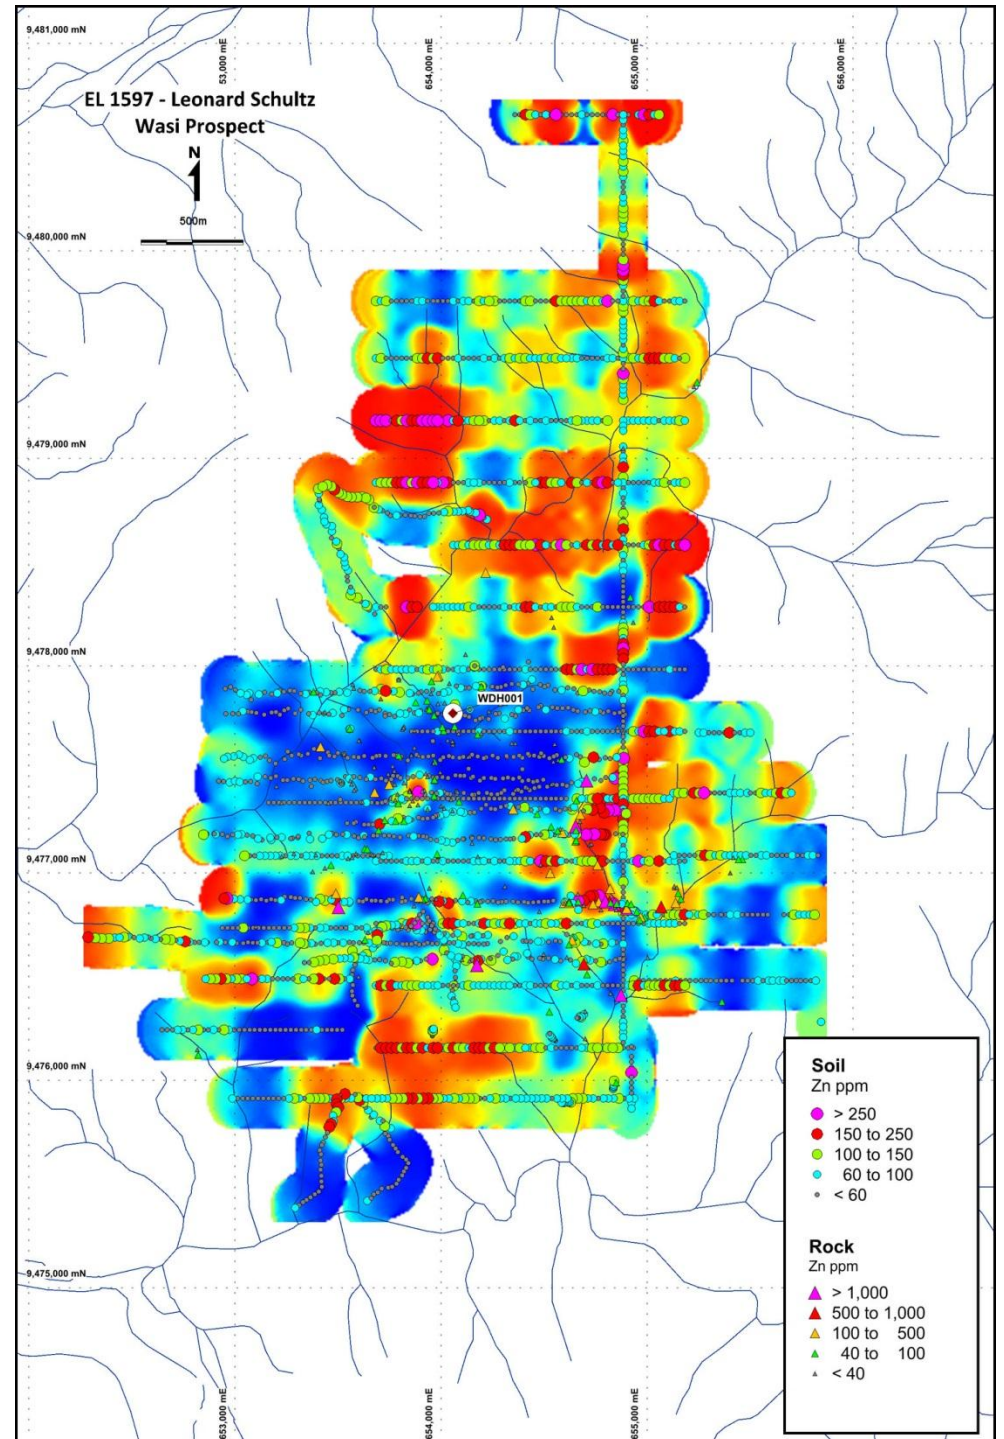 9,481,000 mN
53,000 mE
654,000 mE
655,000 mE
656,000 mE
EL 1597 - Leonard Schultz
Wasi Prospect
N
500m
9,480,000 mN
9,479,000 mN
9,478,000 mN
WDH001
9,477,000 mN
9,476,000 mN
9,475,000 mN
Soil
Zn ppm
> 250
150 to 250
100 to 150
60 to 100
< 60
Rock
Zn ppm
> 1,000
500 to 1,000
100 to 500
40 to 100
< 40
653,000 mE
654,000 mE
655,000 mE